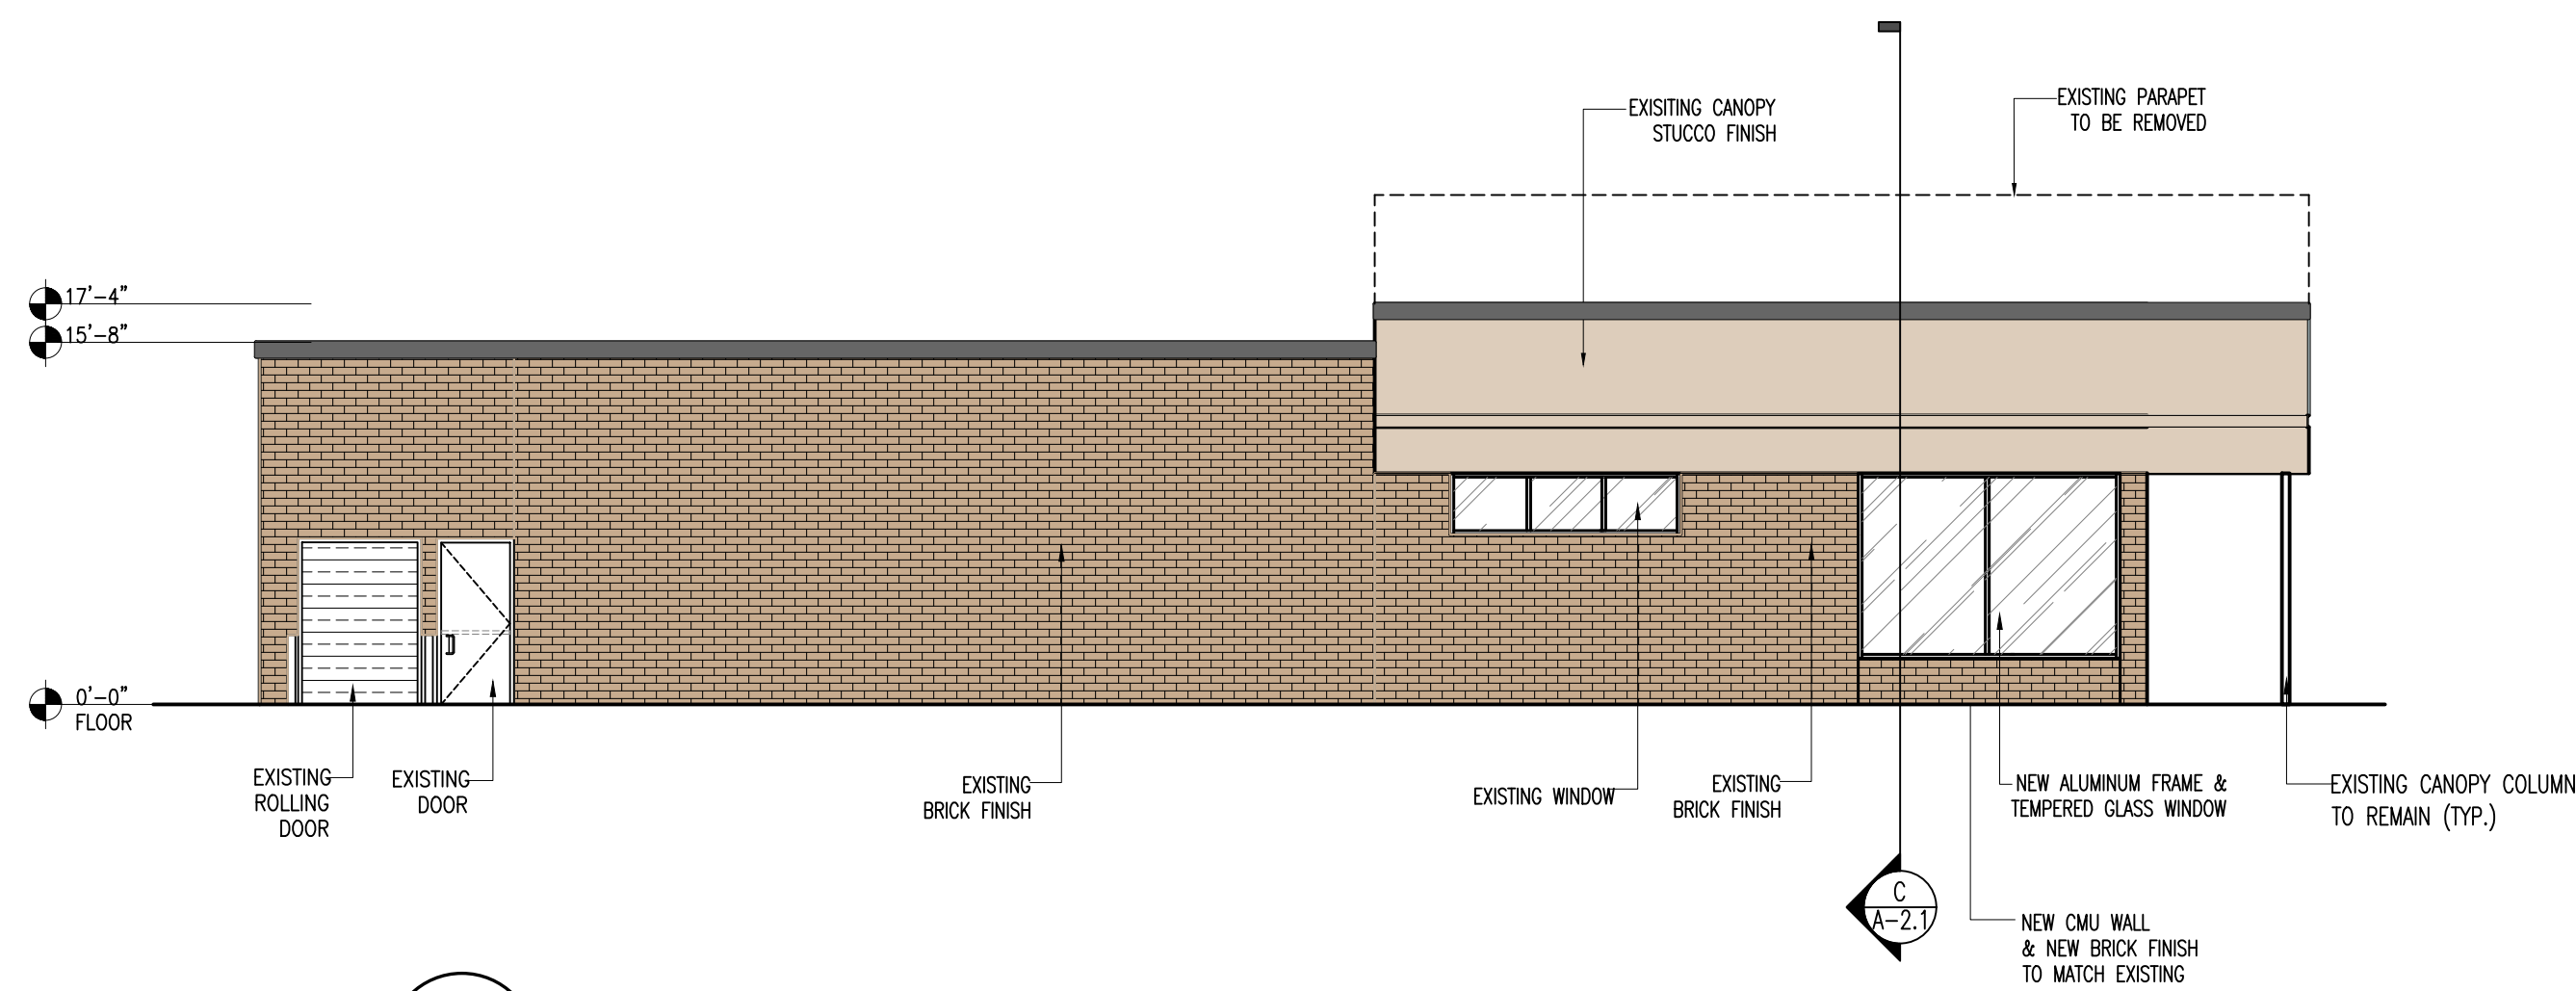 EXISITING CANOPY
STUCCO FINISH
EXISTING PARAPET
TO BE REMOVED
17'-4"
15'-8"
0'-0"
FLOOR
EXISTING
ROLLING
DOOR
EXISTING
DOOR
EXISTING
BRICK FINISH
EXISTING WINDOW
EXISTING
BRICK FINISH
NEW ALUMINUM FRAME &
TEMPERED GLASS WINDOW
EXISTING CANOPY COLUMN
TO REMAIN (TYP.)
C
A-2.1
NEW CMU WALL
& NEW BRICK FINISH
TO MATCH EXISTING